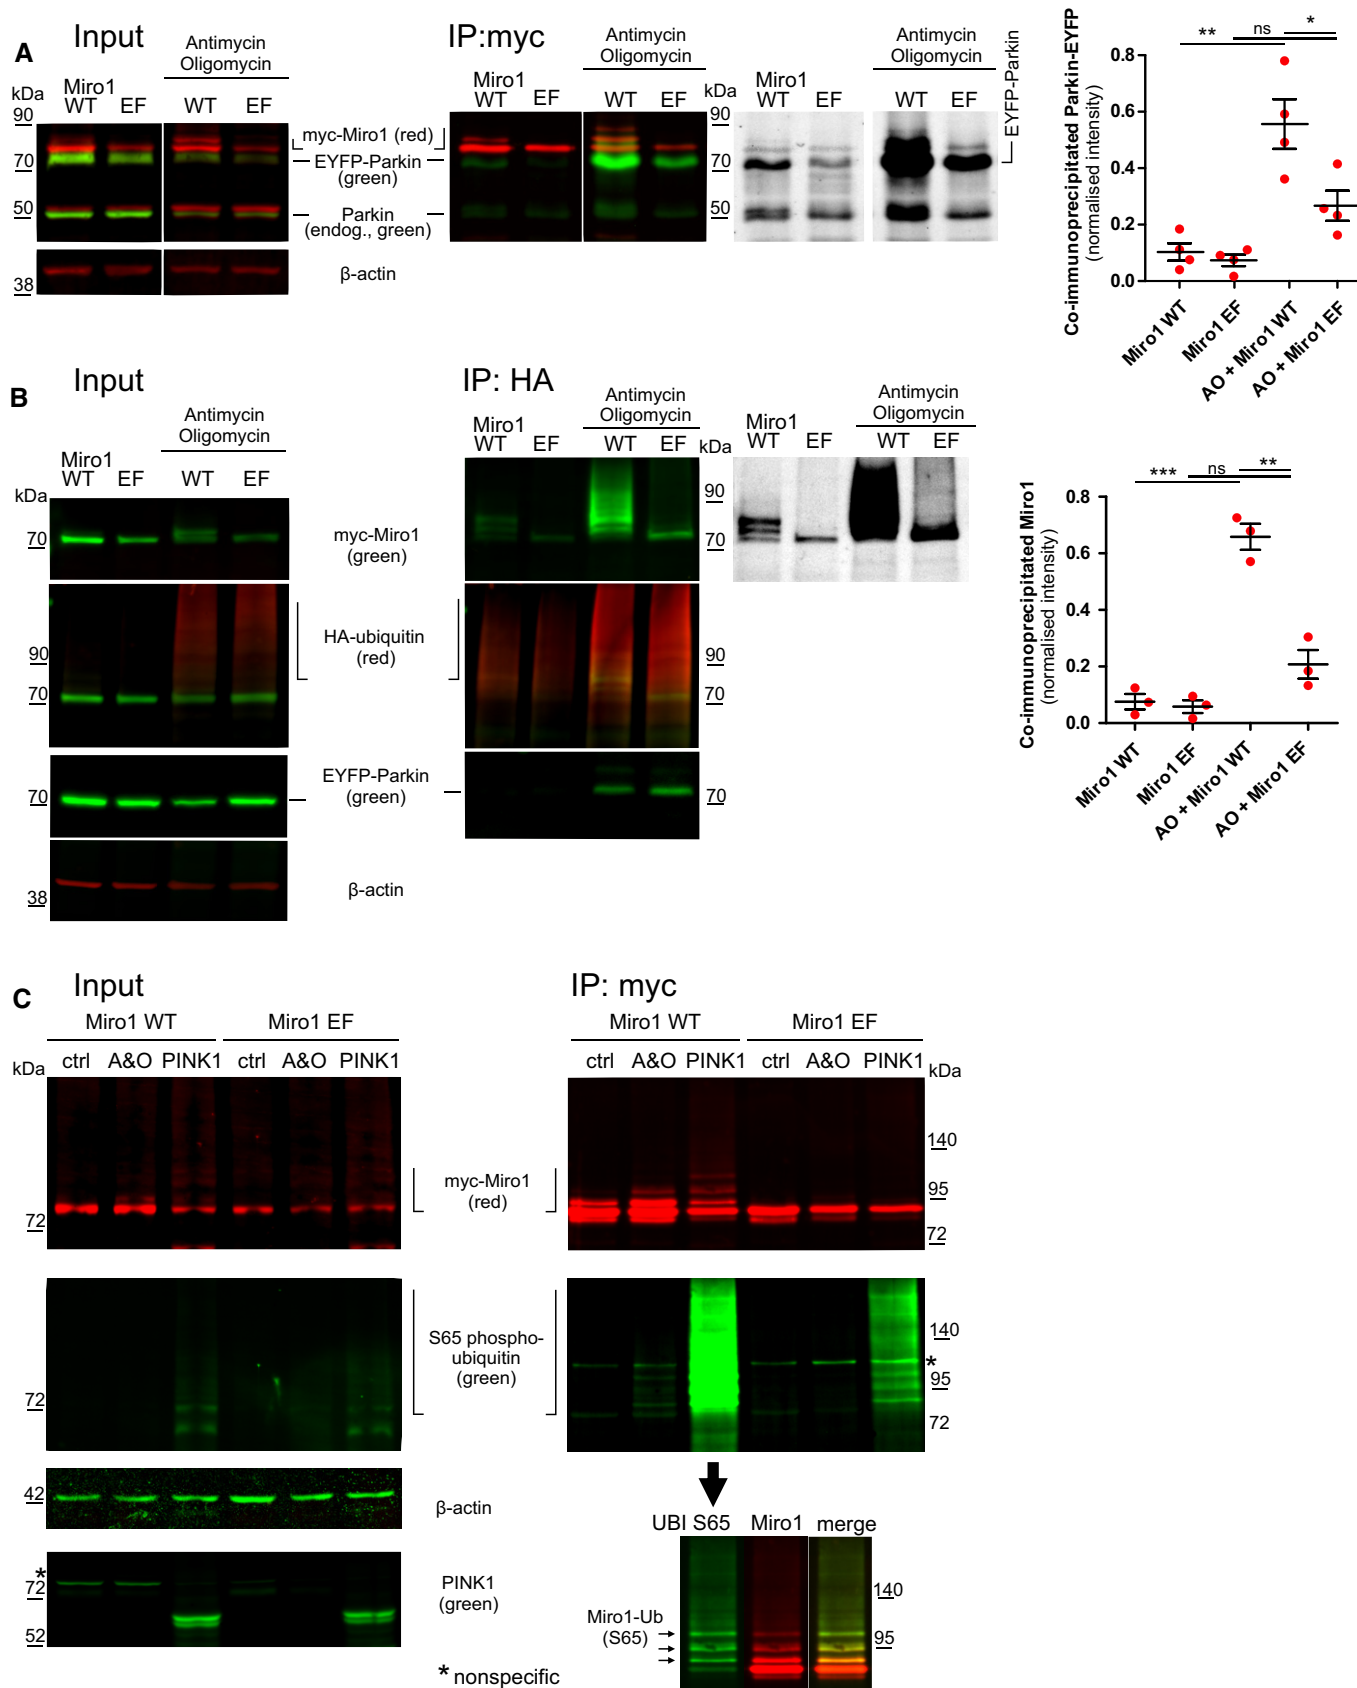 A
Input
Antimycin
Oligomycin
kDa
Miro1
WT
EF
WT
EF
90
70
50
38
myc-Miro1 (red)
EYFP-Parkin
(green)
Parkin
(endog., green)
β-actin
IP:myc
Miro1
WT
EF
Antimycin
Oligomycin
WT
EF
kDa
90
70
50
Miro1
WT
EF
Antimycin
Oligomycin
WT
EF
EYFP-Parkin
Co-immunoprecipitated Parkin-EYFP
(normalised intensity)
** ns *
0.8
0.6
0.4
0.2
0.0
Miro1 WT
Miro1 EF
AO + Miro1 WT
AO + Miro1 EF
B
Input
Antimycin
Oligomycin
Miro1
WT
EF
WT
EF
kDa
70
90
70
70
38
myc-Miro1
(green)
HA-ubiquitin
(red)
EYFP-Parkin
(green)
β-actin
IP: HA
Antimycin
Oligomycin
Miro1
WT
EF
WT
EF
kDa
90
70
90
70
70
Miro1
WT
EF
Antimycin
Oligomycin
WT
EF
Co-immunoprecipitated Miro1
(normalised intensity)
*** ns **
0.8
0.6
0.4
0.2
0.0
Miro1 WT
Miro1 EF
AO + Miro1 WT
AO + Miro1 EF
C
Input
Miro1 WT
Miro1 EF
ctrl A&O PINK1 ctrl A&O PINK1
kDa
72
72
42
*
72
52
myc-Miro1
(red)
S65 phospho-
ubiquitin
(green)
β-actin
PINK1
(green)
* nonspecific
IP: myc
Miro1 WT
Miro1 EF
ctrl A&O PINK1 ctrl A&O PINK1
kDa
140
95
72
140
*
95
72
UBI S65 Miro1 merge
140
95
Miro1-Ub
(S65)